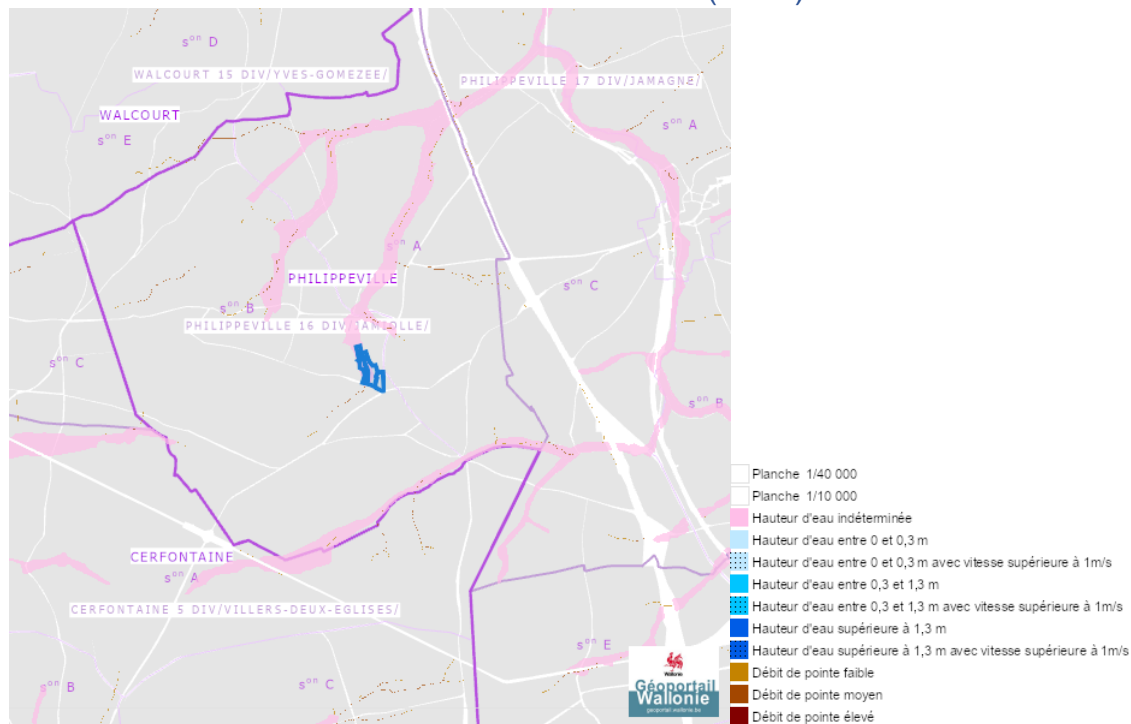 s on D
WALCOURT 15 DIV/YVES-GOMEZEE/
PHILIPPEVILLE 17 DIV/JAMAGNE/
WALCOURT
s on E
s on A
s on A
PHILIPPEVILLE
s on C
s on B
PHILIPPEVILLE 16 DIV/JAMIOLLE/
s on C
s on B
CERFONTAINE
s on A
CERFONTAINE 5 DIV/VILLERS-DEUX-EGLISES/
s on E
s on B
s on C
Wallonie
Géoportail
Wallonie
geoportail.wallonie.be
Planche 1/40 000
Planche 1/10 000
Hauteur d'eau indéterminée
Hauteur d'eau entre 0 et 0,3 m
Hauteur d'eau entre 0 et 0,3 m avec vitesse supérieure à 1m/s
Hauteur d'eau entre 0,3 et 1,3 m
Hauteur d'eau entre 0,3 et 1,3 m avec vitesse supérieure à 1m/s
Hauteur d'eau supérieure à 1,3 m
Hauteur d'eau supérieure à 1,3 m avec vitesse supérieure à 1m/s
Débit de pointe faible
Débit de pointe moyen
Débit de pointe élevé